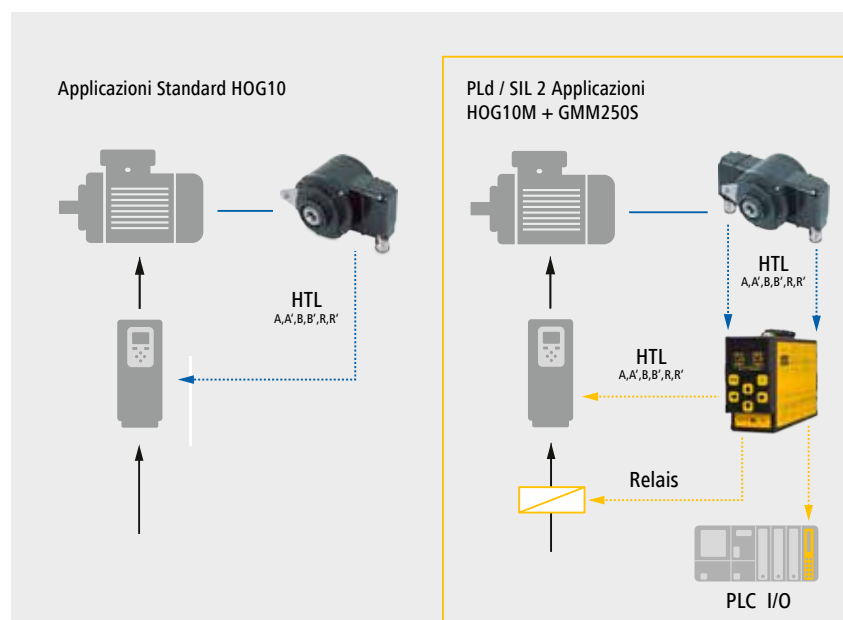 Applicazioni Standard HOG10
HTL
A,A‘,B,B‘,R,R‘
PLd / SIL 2 Applicazioni
HOG10M + GMM250S
HTL
A,A‘,B,B‘,R,R‘
HTL
A,A‘,B,B‘,R,R‘
Relais
PLC I/O